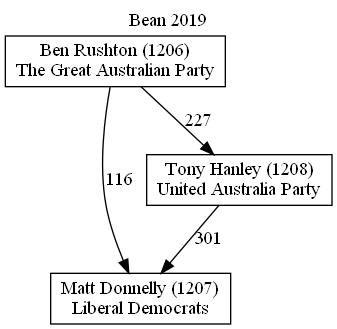 Bean 2019
Ben Rushton (1206)
The Great Australian Party
227
116
Tony Hanley (1208)
United Australia Party
301
Matt Donnelly (1207)
Liberal Democrats